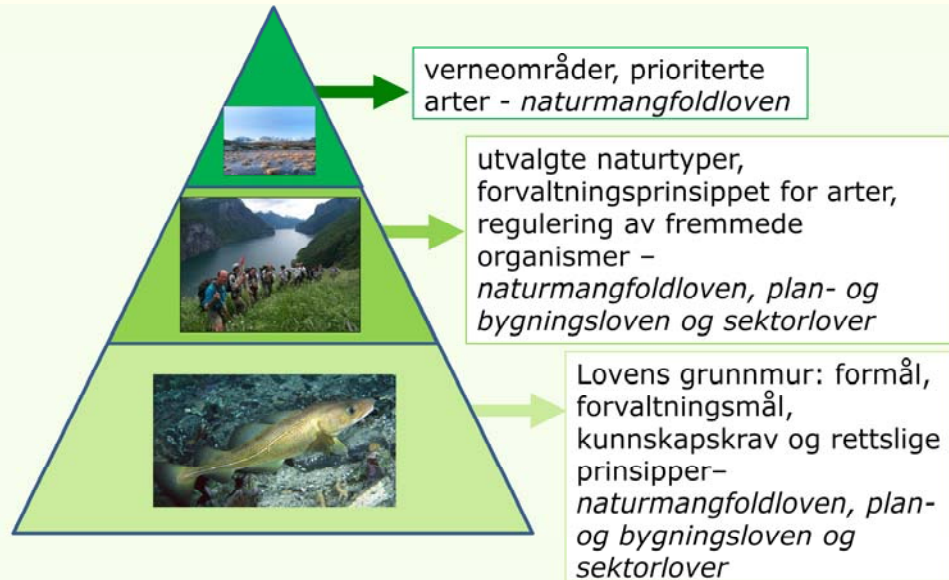 verneområder, prioriterte
arter - naturmangfoldloven
utvalgte naturtyper,
forvaltningsprinsippet for arter,
regulering av fremmede
organismer –
naturmangfoldloven, plan- og
bygningsloven og sektorlover
Lovens grunnmur: formål,
forvaltningsmål,
kunnskapskrav og rettslige
prinsipper–
naturmangfoldloven, plan-
og bygningsloven og
sektorlover